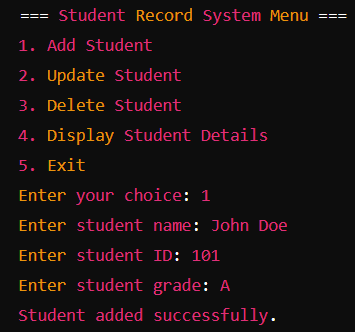 === Student Record System Menu ===
1. Add Student
2. Update Student
3. Delete Student
4. Display Student Details
5. Exit
Enter your choice: 1
Enter student name: John Doe
Enter student ID: 101
Enter student grade: A
Student added successfully.